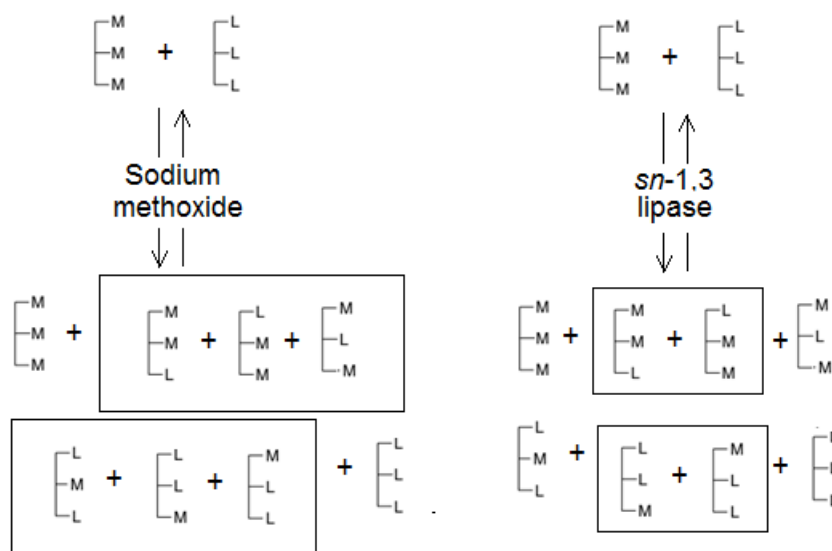 M L
M + L
M L
Sodium
methoxide
M M L M
M + M + M + L
M L M M
L L M L
M + L + L + L
L M L L
M L
M + L
M L
sn-1,3
lipase
M M L M
M + M + M + L
M L M M
L L M L
M + L + L + L
L M L L